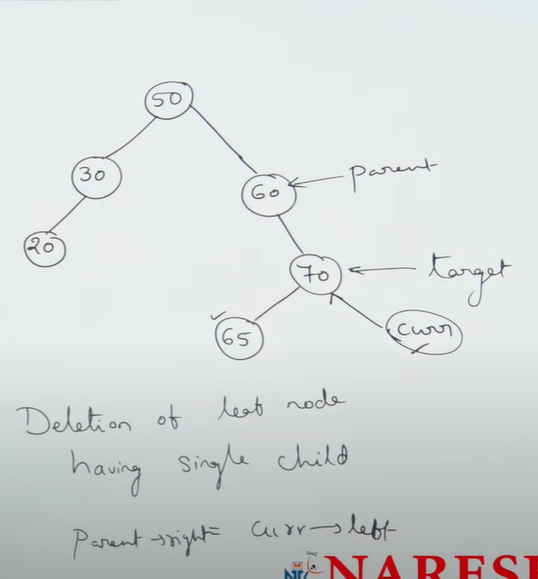 50
30
60
parent
20
70
target
65
curr
Deletion of leaf node
having single child
Parent→right= curr→left
NARESH